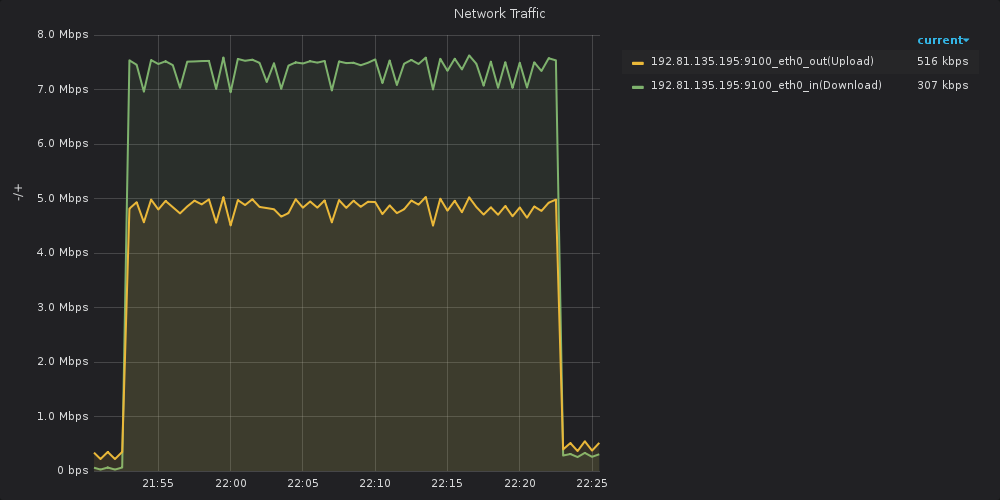 Network Traffic
8.0 Mbps
7.0 Mbps
6.0 Mbps
5.0 Mbps
4.0 Mbps
3.0 Mbps
2.0 Mbps
1.0 Mbps
0 bps
-/+
21:55 22:00 22:05 22:10 22:15 22:20 22:25
current
192.81.135.195:9100_eth0_out(Upload) 516 kbps
192.81.135.195:9100_eth0_in(Download) 307 kbps